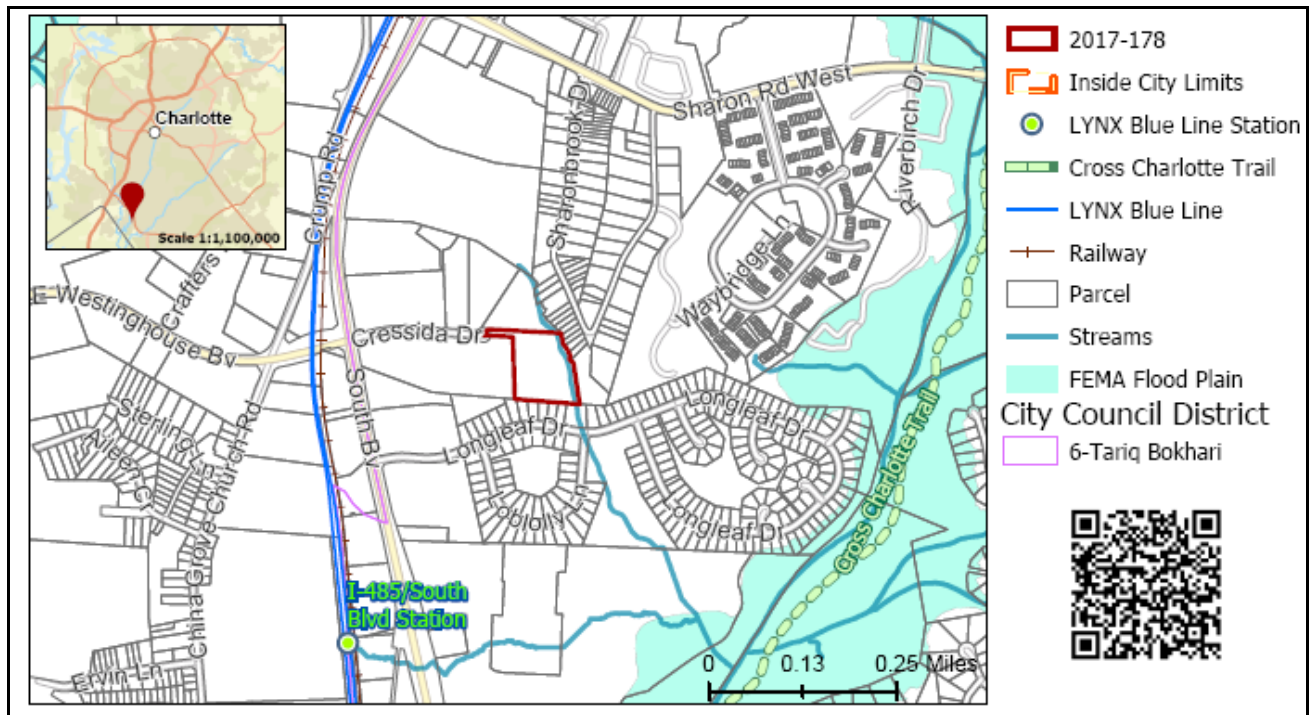 Charlotte
Scale 1:1,100,000
Sharon Rd West
Riverbirch Dr
Sharonbrook Dr
Crump Rd
Crafters
Waybridge Ln
E Westinghouse Bv
Cressida Dr
South Bv
Longleaf Dr
Longleaf Dr
Sterling Ln
Aileen Cr
Loblolly Ln
Longleaf Dr
China Grove Church Rd
Cross Charlotte Trail
I-485/South
Blvd Station
Ervin Ln
0 0.13 0.25 Miles
2017-178
Inside City Limits
LYNX Blue Line Station
Cross Charlotte Trail
LYNX Blue Line
Railway
Parcel
Streams
FEMA Flood Plain
City Council District
6-Tariq Bokhari